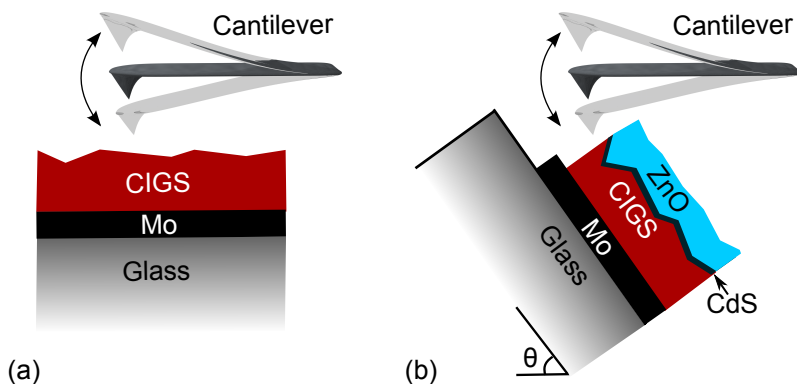 Cantilever
CIGS
Mo
Glass
(a)
Cantilever
ZnO
CIGS
Mo
Glass
CdS
θ
(b)